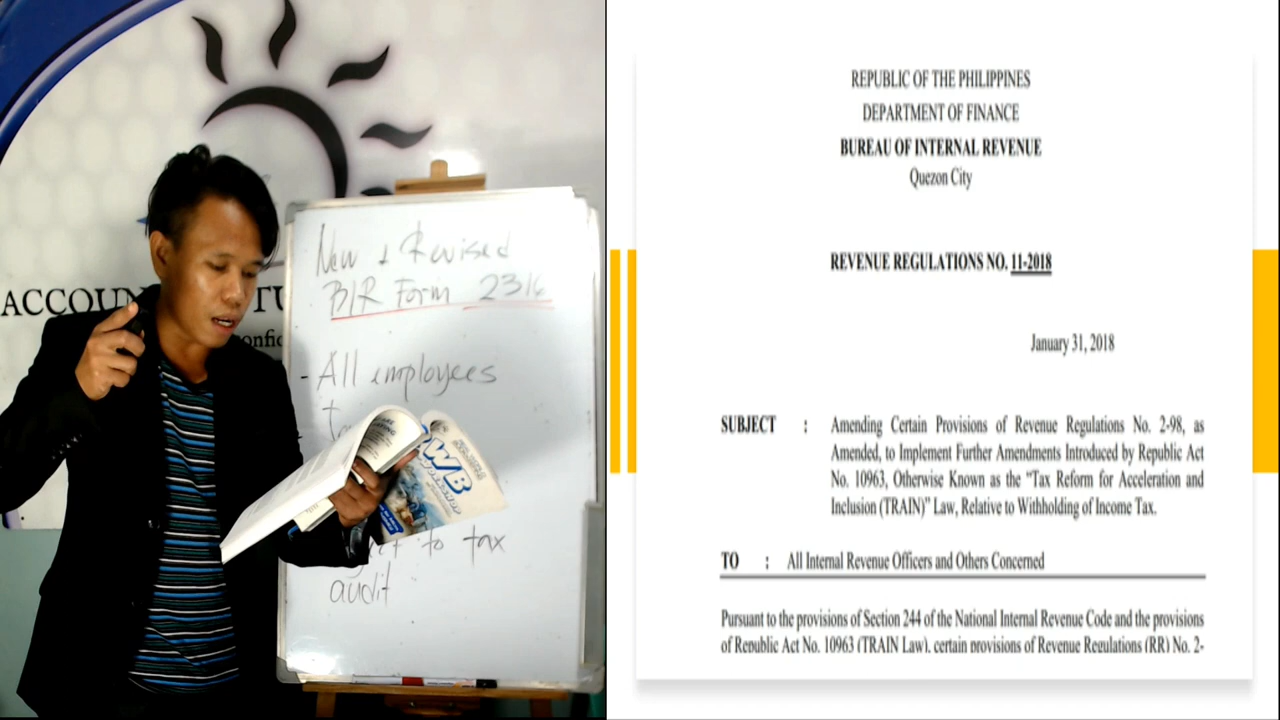 ACCOUN
TU
onfid
New & Revised
BIR Form 2316
- All employees
to tax
audit
WB
REPUBLIC OF THE PHILIPPINES
DEPARTMENT OF FINANCE
BUREAU OF INTERNAL REVENUE
Quezon City
REVENUE REGULATIONS NO. 11-2018
January 31, 2018
SUBJECT : Amending Certain Provisions of Revenue Regulations No. 2-98, as
Amended, to Implement Further Amendments Introduced by Republic Act
No. 10963, Otherwise Known as the “Tax Reform for Acceleration and
Inclusion (TRAIN)” Law, Relative to Withholding of Income Tax.
TO : All Internal Revenue Officers and Others Concerned
Pursuant to the provisions of Section 244 of the National Internal Revenue Code and the provisions
of Republic Act No. 10963 (TRAIN Law), certain provisions of Revenue Regulations (RR) No. 2-